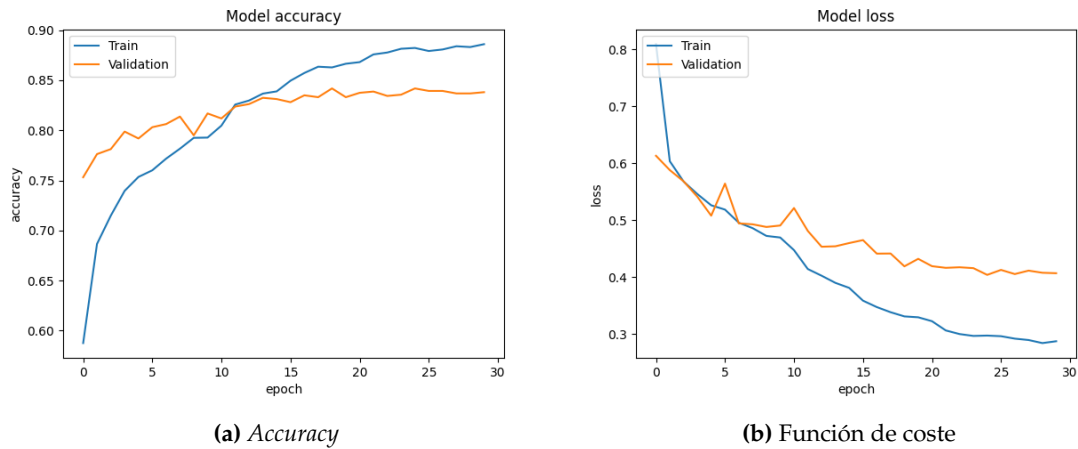 Model accuracy
0.90
0.85
0.80
0.75
0.70
0.65
0.60
accuracy
Train
Validation
0 5 10 15 20 25 30
epoch
(a) Accuracy
Model loss
0.8
0.7
0.6
0.5
0.4
0.3
loss
Train
Validation
0 5 10 15 20 25 30
epoch
(b) Función de coste